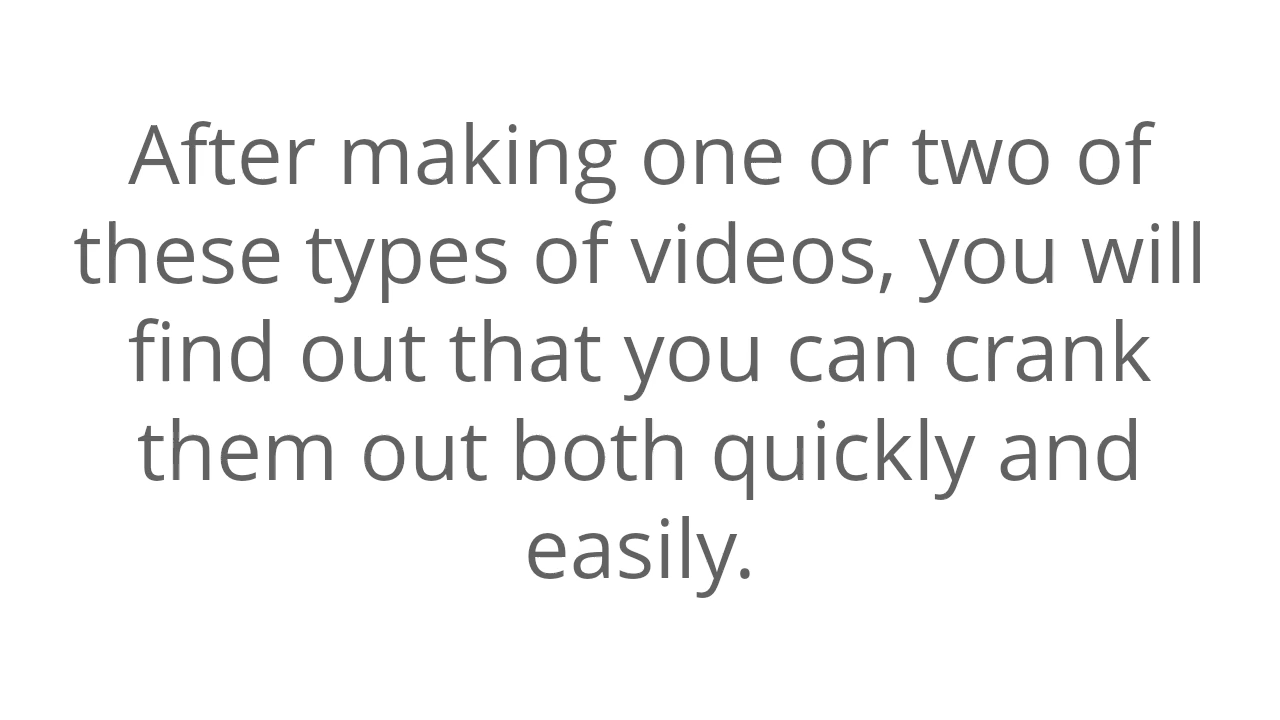 After making one or two of
these types of videos, you will
find out that you can crank
them out both quickly and
easily.